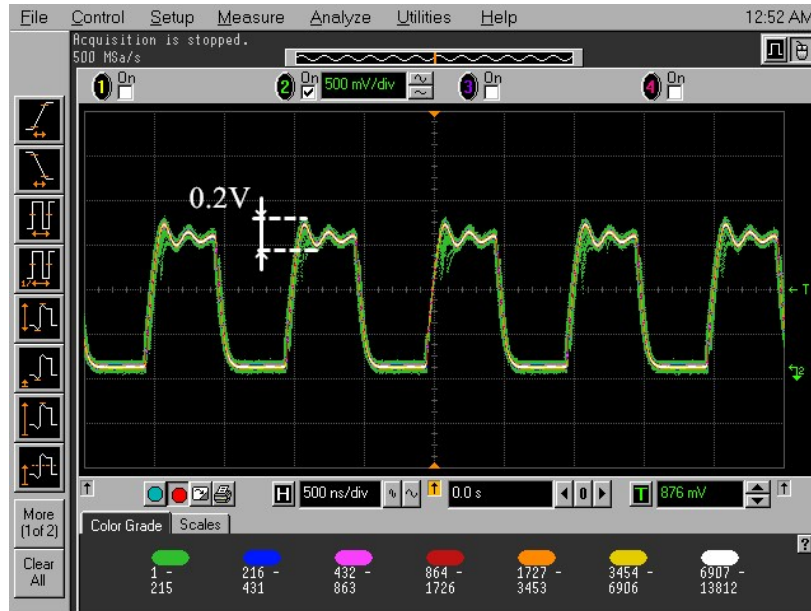 File Control Setup Measure Analyze Utilities Help 12:52 AM
Acquisition is stopped.
500 MSa/s
1 On 2 On 500 mV/div 3 On 4 On
0.2V
T
2
More
(1 of 2)
Clear
All
H 500 ns/div 0.0 s 0 T 876 mV
Color Grade Scales
?
1 - 216 - 432 - 864 - 1727 - 3454 - 6907 -
215 431 863 1726 3453 6906 13812